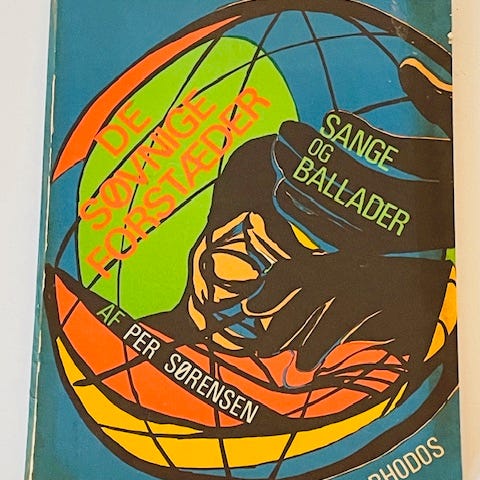 DE
SØVNIGE
FORSTÆDER
SANGE
OG
BALLADER
AF PER SØRENSEN
RHODOS